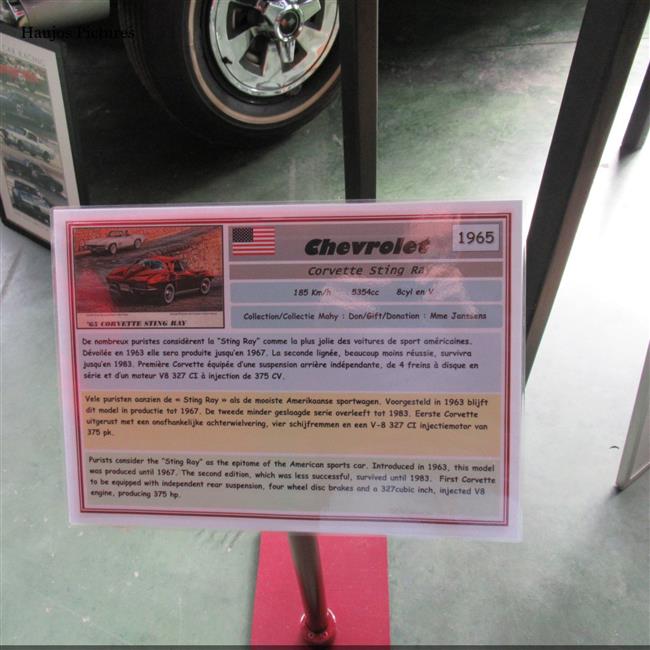 Haujos Pictures
CAR RACING
Chevrolet
1965
Corvette Sting Ra
185 Km/h 5354cc 8cyl en V
Collection/Collectie Mahy : Don/Gift/Donation : Mme Janssens
'65 CORVETTE STING RAY
De nombreux puristes considèrent la "Sting Ray" comme la plus jolie des voitures de sport américaines.
Dévoilée en 1963 elle sera produite jusqu'en 1967. La seconde lignée, beaucoup moins réussie, survivra
jusqu'en 1983. Première Corvette équipée d'une suspension arrière indépendante, de 4 freins à disque en
série et d'un moteur V8 327 CI à injection de 375 CV.
Vele puristen aanzien de « Sting Ray » als de mooiste Amerikaanse sportwagen. Voorgesteld in 1963 blijft
dit model in productie tot 1967. De tweede minder geslaagde serie overleeft tot 1983. Eerste Corvette
uitgerust met een onafhankelijke achterwielvering, vier schijfremmen en een V-8 327 CI injectiemotor van
375 pk.
Purists consider the "Sting Ray" as the epitome of the American sports car. Introduced in 1963, this model
was produced until 1967. The second edition, which was less successful, survived until 1983. First Corvette
to be equipped with independent rear suspension, four wheel disc brakes and a 327cubic inch, injected V8
engine, producing 375 hp.